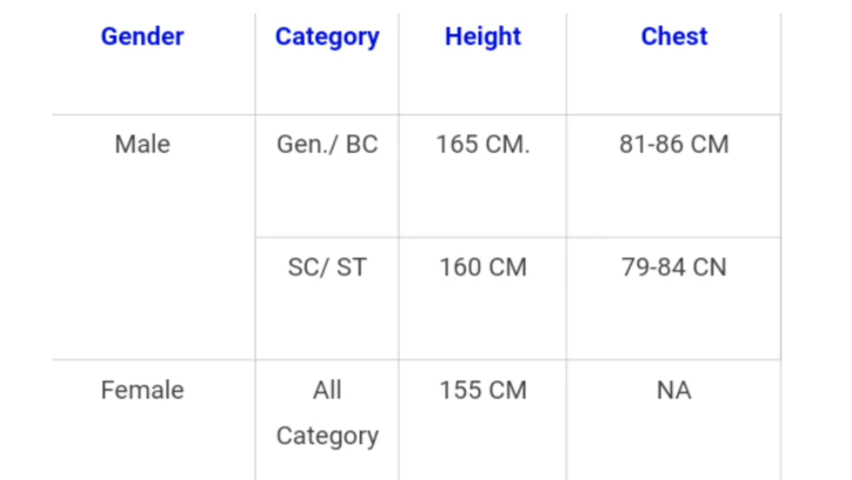 Gender Category Height Chest
Male Gen./ BC 165 CM. 81-86 CM
SC/ ST 160 CM 79-84 CN
Female All 155 CM NA
Category